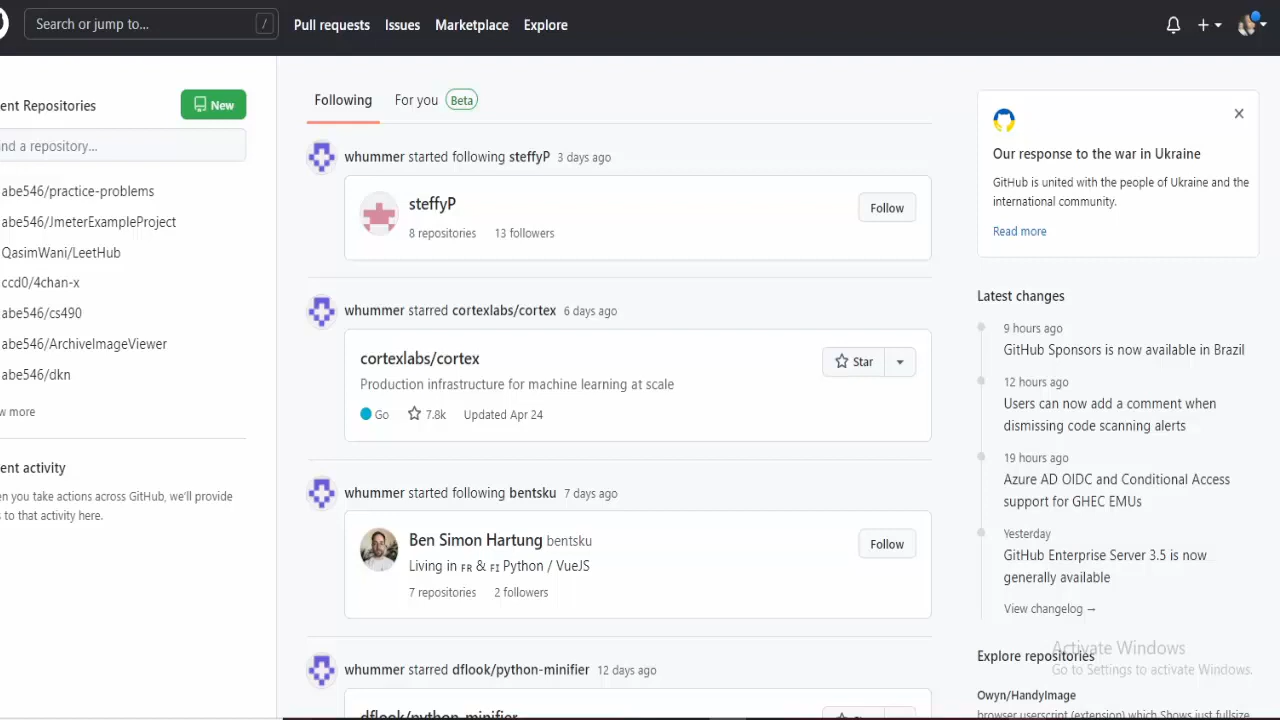 Search or jump to...
/
Pull requests
Issues
Marketplace
Explore
ent Repositories
New
nd a repository...
abe546/practice-problems
abe546/JmeterExampleProject
QasimWani/LeetHub
ccd0/4chan-x
abe546/cs490
abe546/ArchiveImageViewer
abe546/dkn
w more
ent activity
en you take actions across GitHub, we'll provide
s to that activity here.
Following
For you
Beta
whummer started following steffyP 3 days ago
steffyP
8 repositories 13 followers
Follow
whummer starred cortexlabs/cortex 6 days ago
cortexlabs/cortex
Production infrastructure for machine learning at scale
Go 7.8k Updated Apr 24
Star
whummer started following bentsku 7 days ago
Ben Simon Hartung bentsku
Living in FR & FI Python / VueJS
7 repositories 2 followers
Follow
whummer starred dflook/python-minifier 12 days ago
dflook/python-minifier
Our response to the war in Ukraine
GitHub is united with the people of Ukraine and the
international community.
Read more
Latest changes
9 hours ago
GitHub Sponsors is now available in Brazil
12 hours ago
Users can now add a comment when
dismissing code scanning alerts
19 hours ago
Azure AD OIDC and Conditional Access
support for GHEC EMUs
Yesterday
GitHub Enterprise Server 3.5 is now
generally available
View changelog →
Activate Windows
Explore repositories
Go to Settings to activate Windows.
Owyn/HandyImage
browser userscript (extension) which Shows just fullsize